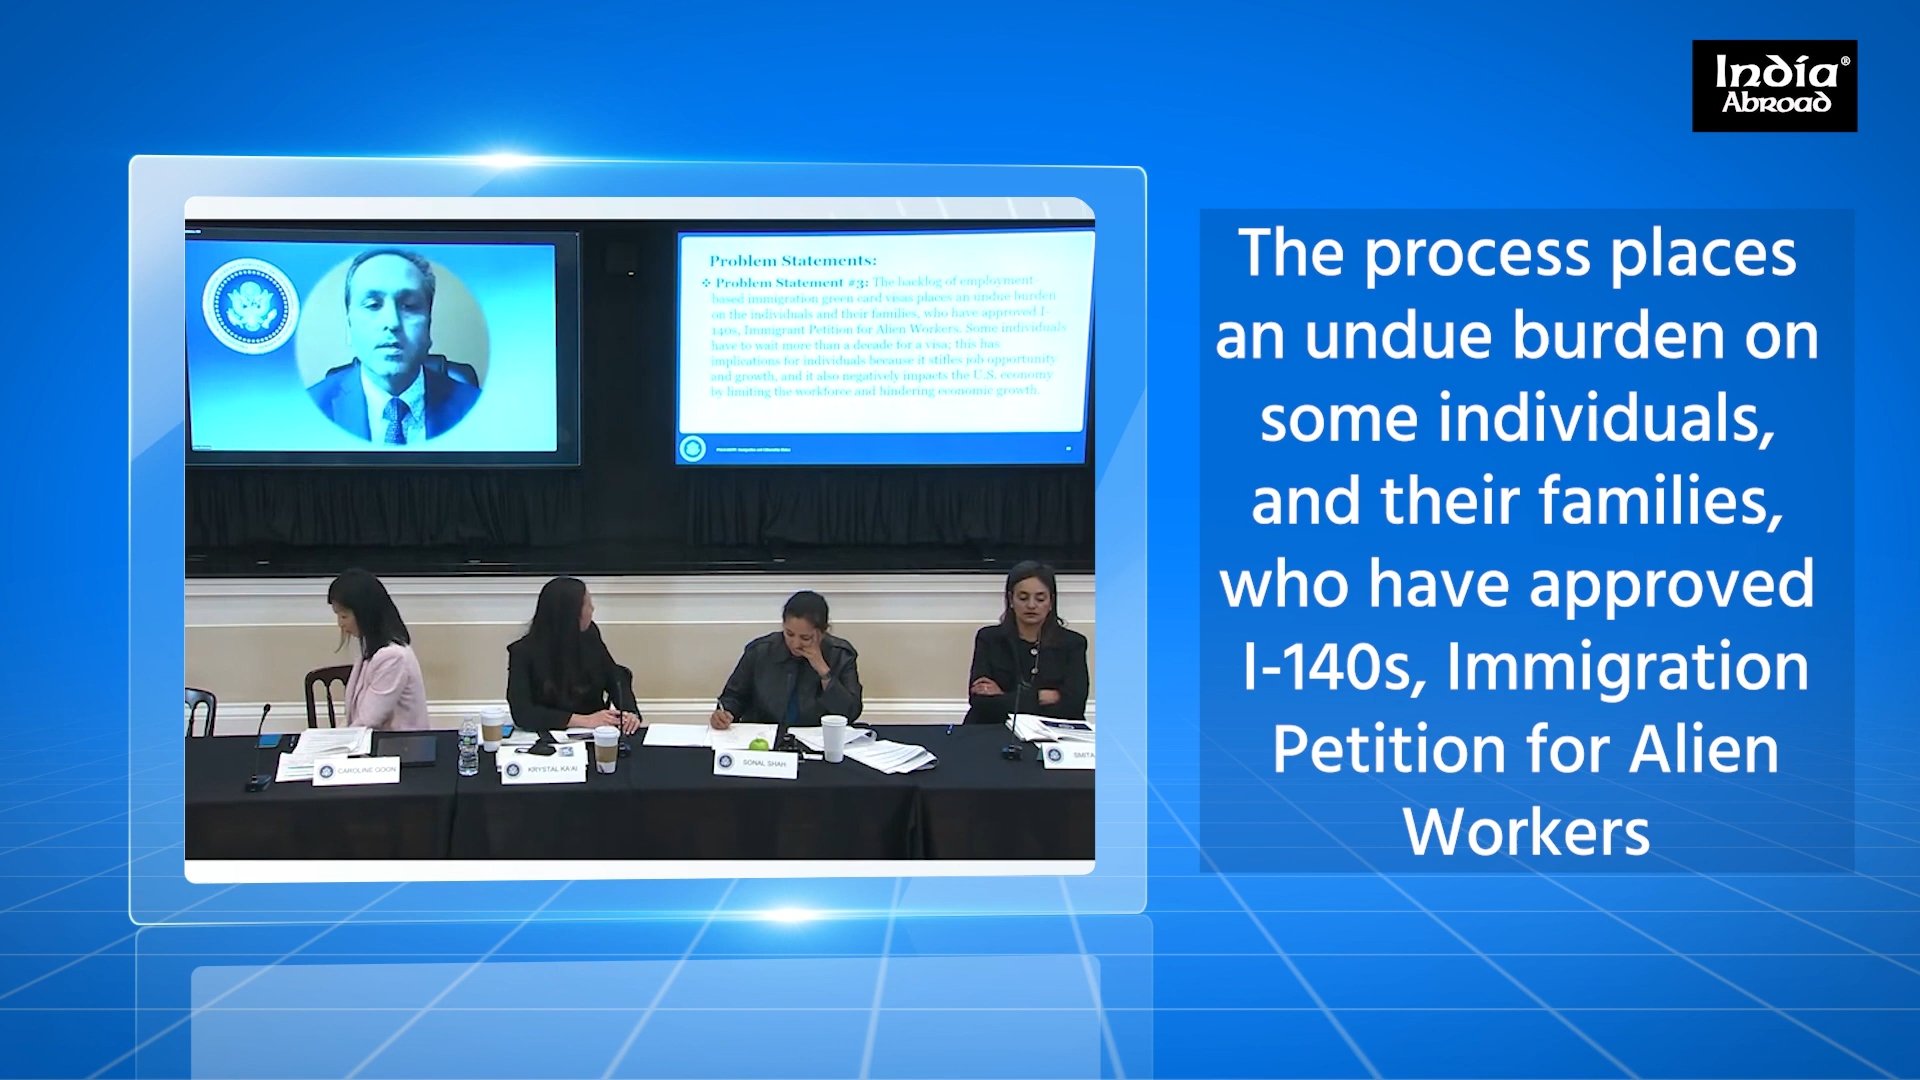 India®
Abroad
Problem Statements:
❖ Problem Statement #3: The backlog of employment-
based immigration green card visas places an undue burden
on the individuals and their families, who have approved I-
140s, Immigrant Petition for Alien Workers. Some individuals
have to wait more than a decade for a visa; this has
implications for individuals because it stifles job opportunity
and growth, and it also negatively impacts the U.S. economy
by limiting the workforce and hindering economic growth.
CAROLINE GOON
KRYSTAL KA'AI
SONAL SHAH
SMITA
The process places
an undue burden on
some individuals,
and their families,
who have approved
I-140s, Immigration
Petition for Alien
Workers